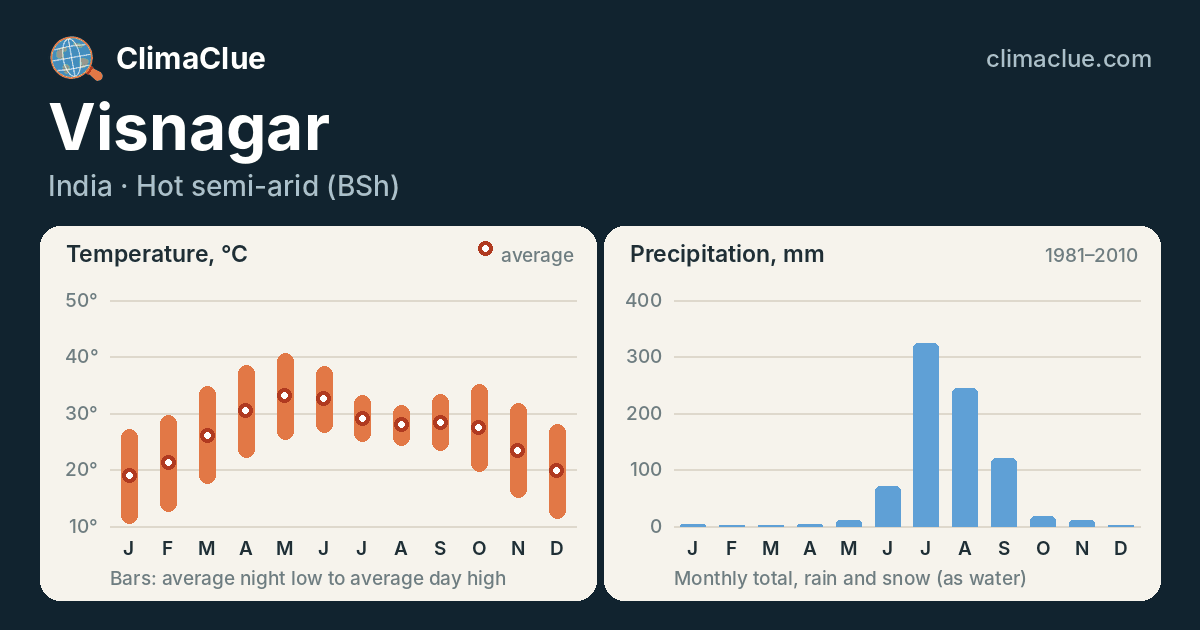 ClimaClue
climaclue.com
Visnagar
India · Hot semi-arid (BSh)
Temperature, °C
average
50°
40°
30°
20°
10°
J F M A M J J A S O N D
Bars: average night low to average day high
Precipitation, mm
1981–2010
400
300
200
100
0
J F M A M J J A S O N D
Monthly total, rain and snow (as water)